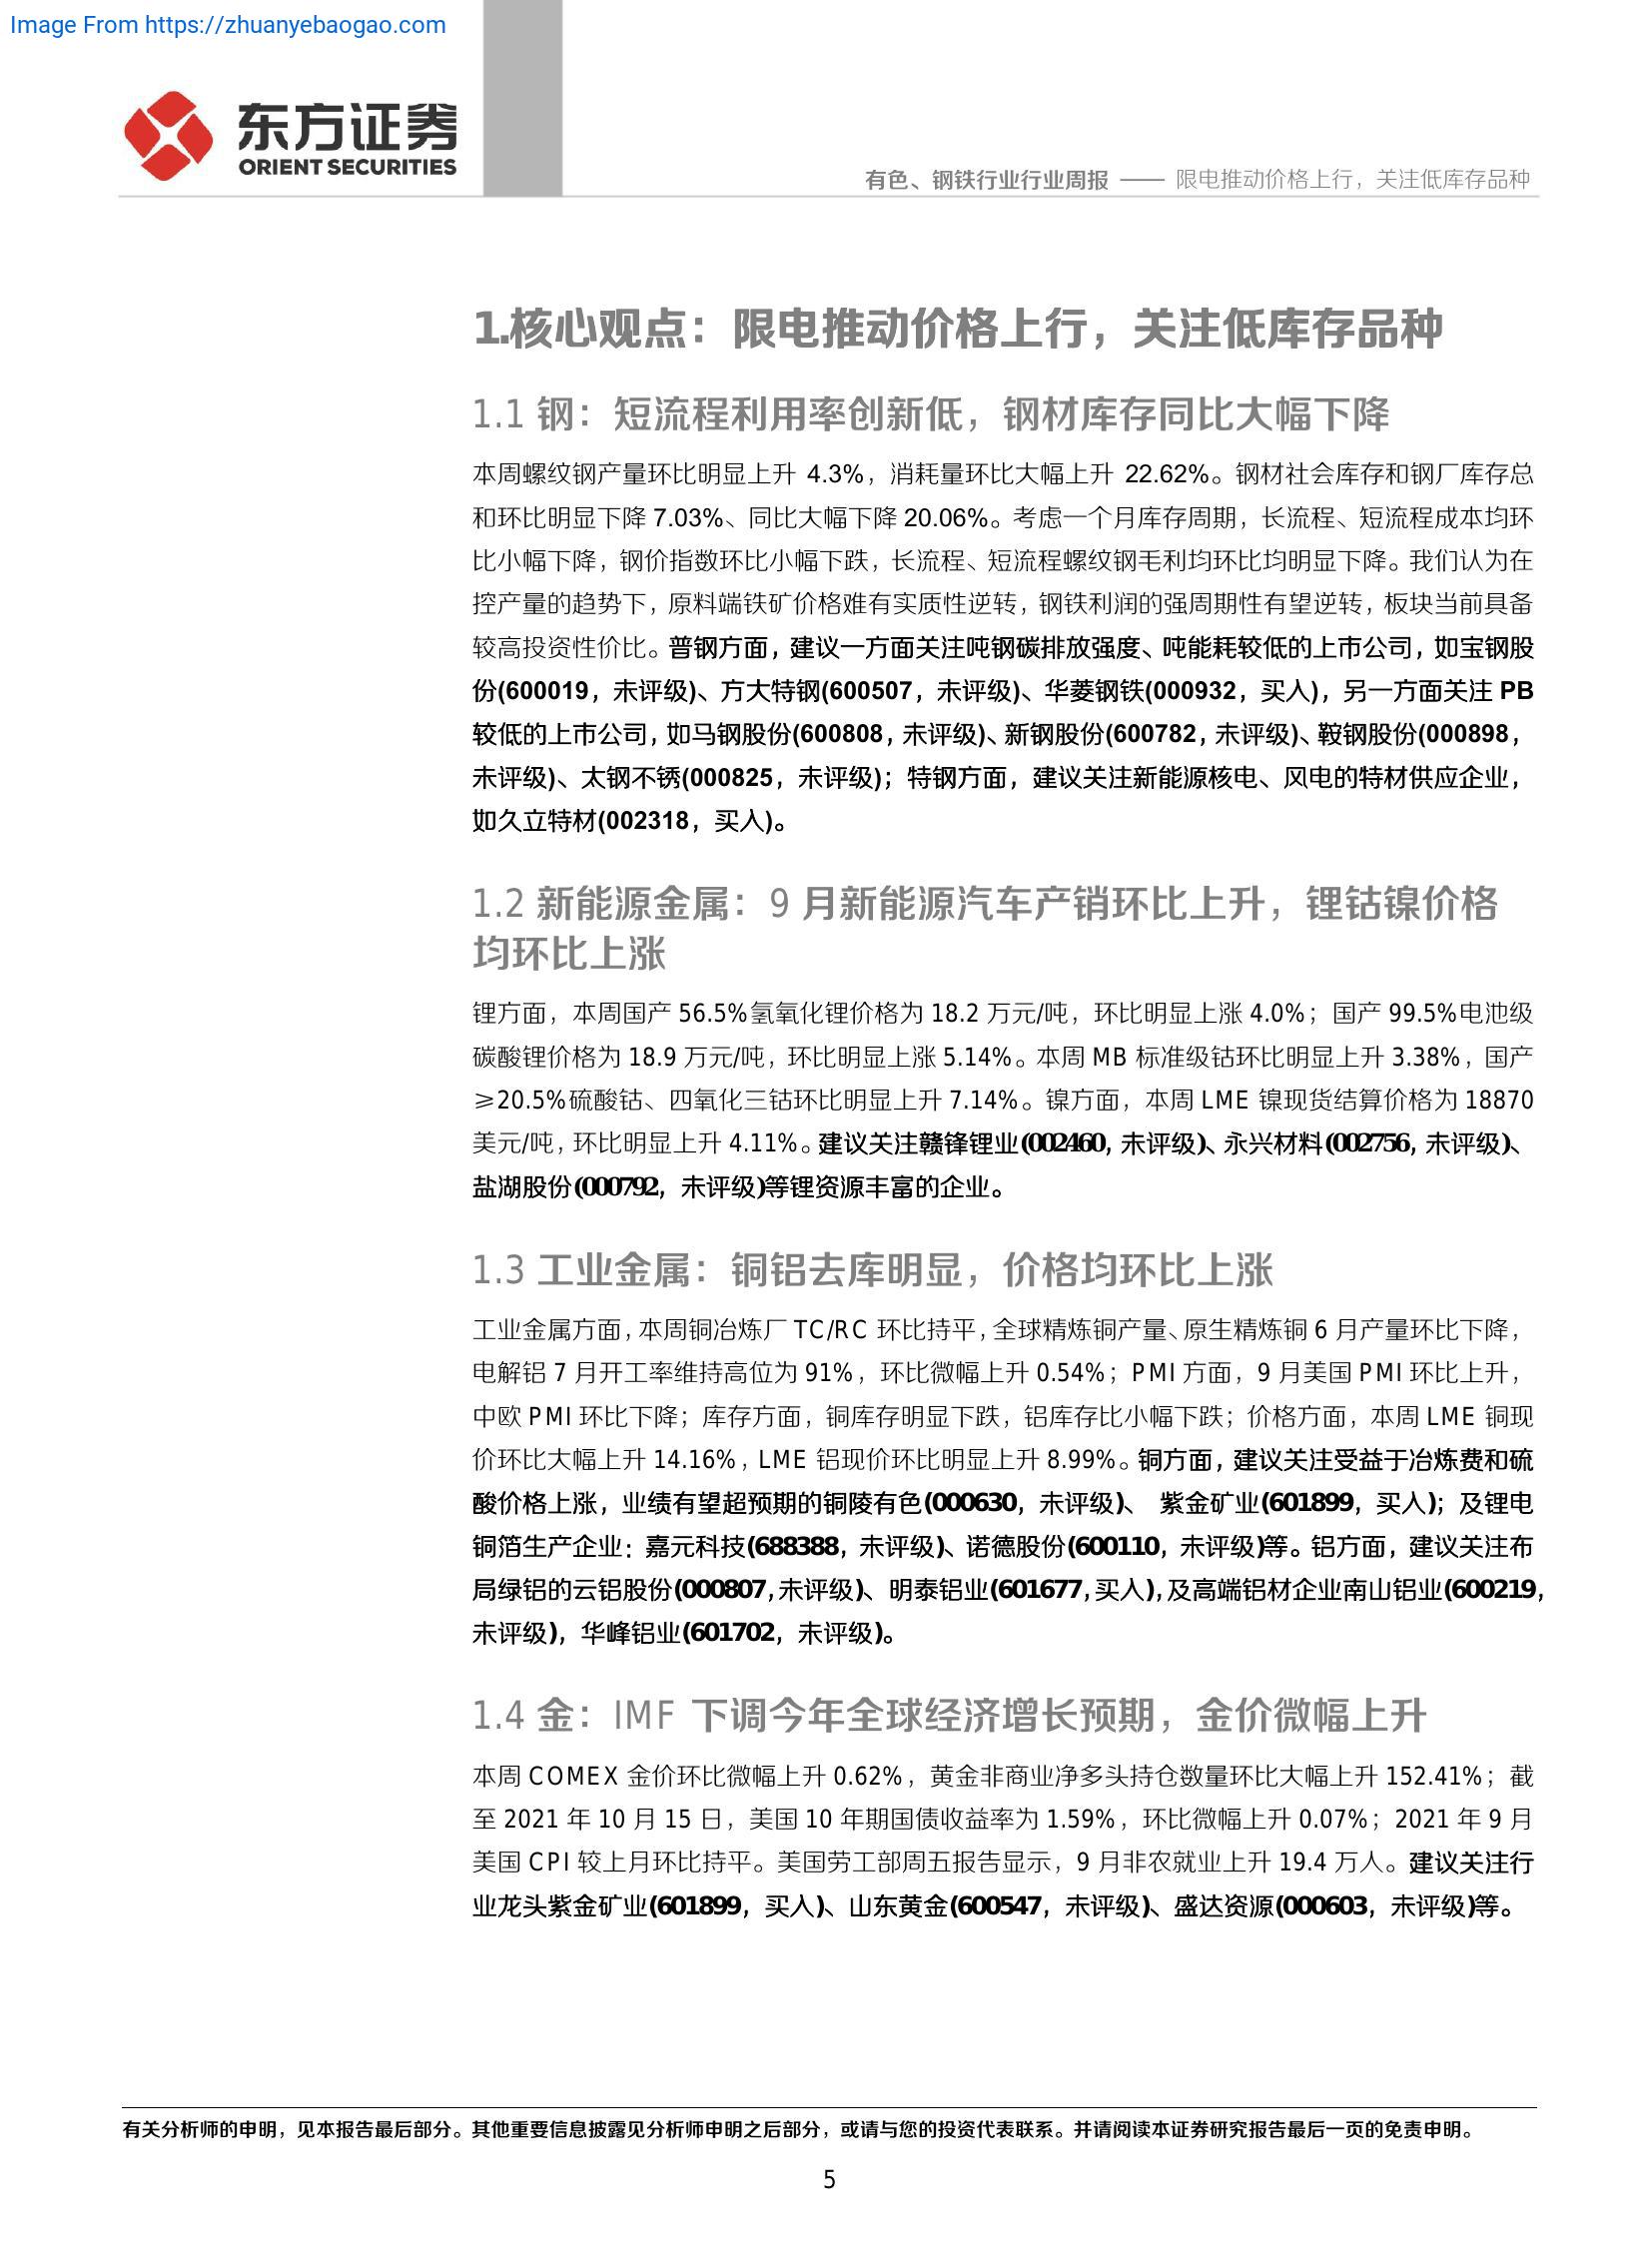 Image From https://zhuanyebaogao.com
东方证券
ORIENT SECURITIES
有色、钢铁行业行业周报 —— 限电推动价格上行，关注低库存品种
1.核心观点：限电推动价格上行，关注低库存品种
1.1 钢：短流程利用率创新低，钢材库存同比大幅下降
本周螺纹钢产量环比明显上升 4.3%，消耗量环比大幅上升 22.62%。钢材社会库存和钢厂库存总
和环比明显下降 7.03%、同比大幅下降 20.06%。考虑一个月库存周期，长流程、短流程成本均环
比小幅下降，钢价指数环比小幅下跌，长流程、短流程螺纹钢毛利均环比均明显下降。我们认为在
控产量的趋势下，原料端铁矿价格难有实质性逆转，钢铁利润的强周期性有望逆转，板块当前具备
较高投资性价比。普钢方面，建议一方面关注吨钢碳排放强度、吨能耗较低的上市公司，如宝钢股
份(600019，未评级)、方大特钢(600507，未评级)、华菱钢铁(000932，买入)，另一方面关注 PB
较低的上市公司，如马钢股份(600808，未评级)、新钢股份(600782，未评级)、鞍钢股份(000898，
未评级)、太钢不锈(000825，未评级)；特钢方面，建议关注新能源核电、风电的特材供应企业，
如久立特材(002318，买入)。
1.2 新能源金属：9 月新能源汽车产销环比上升，锂钴镍价格
均环比上涨
锂方面，本周国产 56.5%氢氧化锂价格为 18.2 万元/吨，环比明显上涨 4.0%；国产 99.5%电池级
碳酸锂价格为 18.9 万元/吨，环比明显上涨 5.14%。本周 MB 标准级钴环比明显上升 3.38%，国产
≥20.5%硫酸钴、四氧化三钴环比明显上升 7.14%。镍方面，本周 LME 镍现货结算价格为 18870
美元/吨，环比明显上升 4.11%。建议关注赣锋锂业(002460，未评级)、永兴材料(002756，未评级)、
盐湖股份(000792，未评级)等锂资源丰富的企业。
1.3 工业金属：铜铝去库明显，价格均环比上涨
工业金属方面，本周铜冶炼厂 TC/RC 环比持平，全球精炼铜产量、原生精炼铜 6 月产量环比下降，
电解铝 7 月开工率维持高位为 91%，环比微幅上升 0.54%；PMI 方面，9 月美国 PMI 环比上升，
中欧 PMI 环比下降；库存方面，铜库存明显下跌，铝库存比小幅下跌；价格方面，本周 LME 铜现
价环比大幅上升 14.16%，LME 铝现价环比明显上升 8.99%。铜方面，建议关注受益于冶炼费和硫
酸价格上涨，业绩有望超预期的铜陵有色(000630，未评级)、 紫金矿业(601899，买入)；及锂电
铜箔生产企业：嘉元科技(688388，未评级)、诺德股份(600110，未评级)等。铝方面，建议关注布
局绿铝的云铝股份(000807,未评级)、明泰铝业(601677,买入)，及高端铝材企业南山铝业(600219,
未评级)，华峰铝业(601702，未评级)。
1.4 金：IMF 下调今年全球经济增长预期，金价微幅上升
本周 COMEX 金价环比微幅上升 0.62%，黄金非商业净多头持仓数量环比大幅上升 152.41%；截
至 2021 年 10 月 15 日，美国 10 年期国债收益率为 1.59%，环比微幅上升 0.07%；2021 年 9 月
美国 CPI 较上月环比持平。美国劳工部周五报告显示，9 月非农就业上升 19.4 万人。建议关注行
业龙头紫金矿业(601899，买入)、山东黄金(600547，未评级)、盛达资源(000603，未评级)等。
有关分析师的申明，见本报告最后部分。其他重要信息披露见分析师申明之后部分，或请与您的投资代表联系。并请阅读本证券研究报告最后一页的免责申明。
5